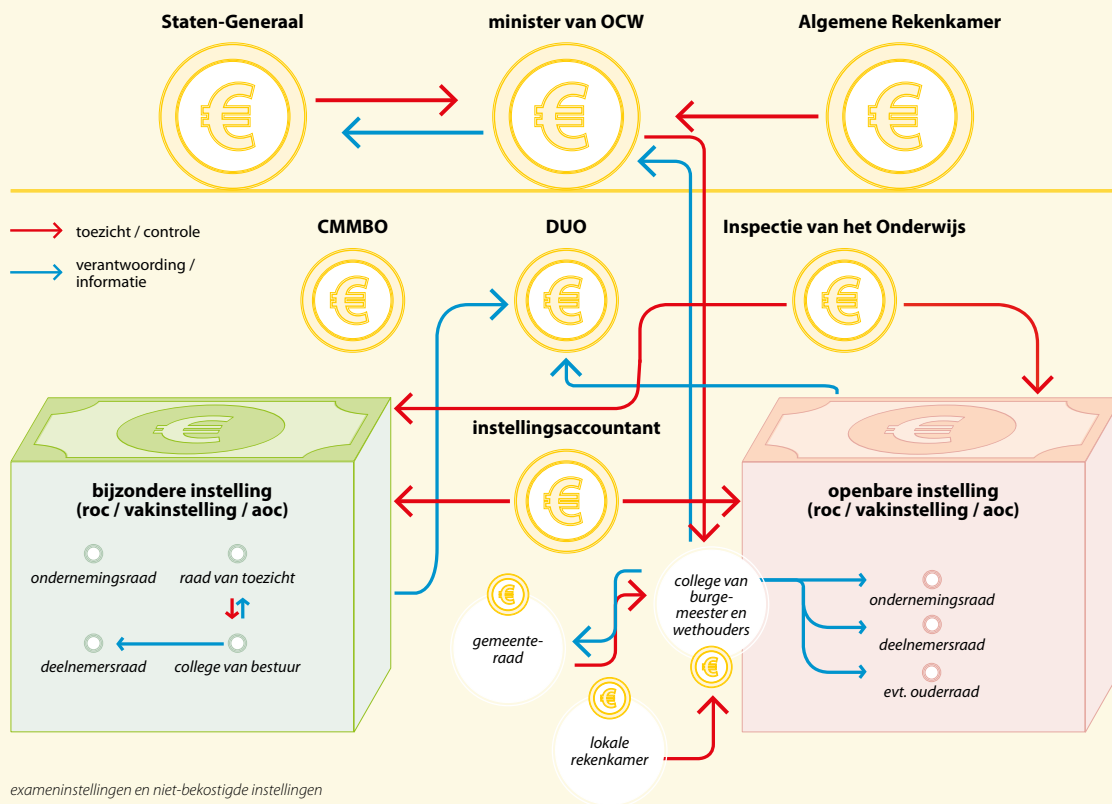 Staten-Generaal
minister van OCW
Algemene Rekenkamer
toezicht / controle
verantwoording /
informatie
CMMBO
DUO
Inspectie van het Onderwijs
instellingsaccountant
bijzondere instelling
(roc / vakinstelling / aoc)
ondernemingsraad
raad van toezicht
deelnemersraad
college van bestuur
openbare instelling
(roc / vakinstelling / aoc)
college van
burge-
meester en
wethouders
gemeente-
raad
lokale
rekenkamer
ondernemingsraad
deelnemersraad
evt. ouderraad
exameninstellingen en niet-bekostigde instellingen